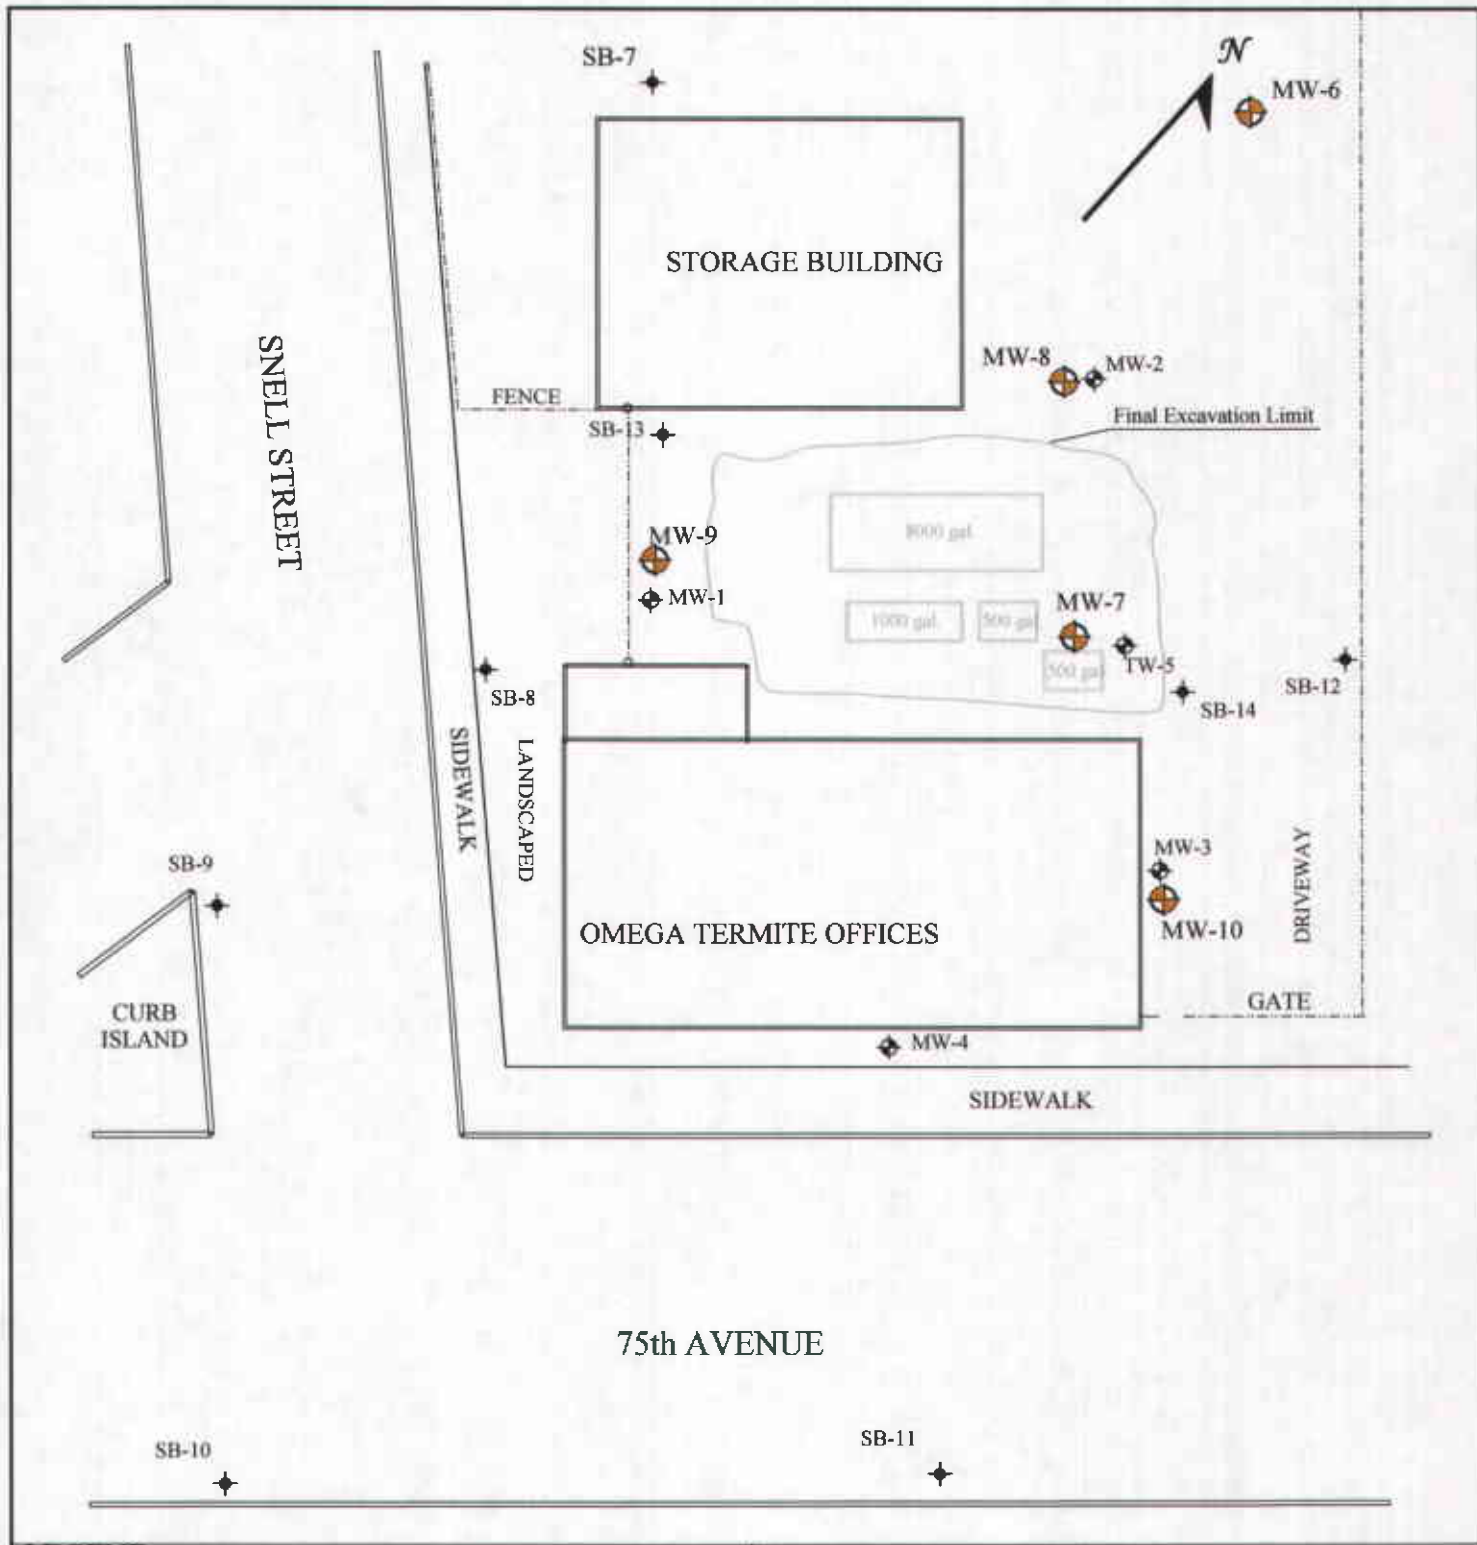 SB-7
N
MW-6
STORAGE BUILDING
SNELL STREET
MW-8
MW-2
FENCE
Final Excavation Limit
SB-13
8000 gal.
MW-9
MW-1
1000 gal.
500 gal
MW-7
TW-5
500 gal
SB-12
SB-8
SB-14
SIDEWALK
LANDSCAPED
SB-9
MW-3
DRIVEWAY
OMEGA TERMITE OFFICES
MW-10
CURB
ISLAND
GATE
MW-4
SIDEWALK
75th AVENUE
SB-10
SB-11